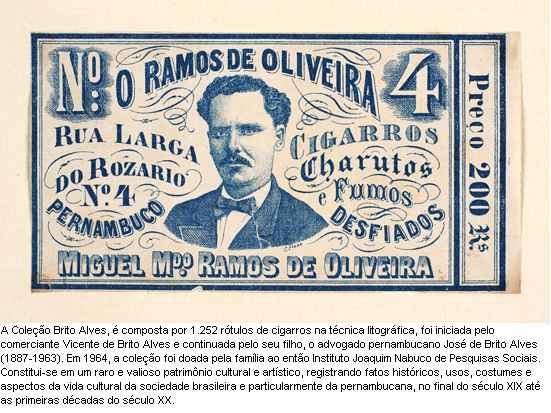 Nº:
O RAMOS DE OLIVEIRA
4
RUA LARGA
DO ROZARIO
Nº. 4
PERNAMBUCO
CIGARROS
Charutos
e Fumos
DESFIADOS
MIGUEL Mºº RAMOS DE OLIVEIRA
Preço 200 Rs
A Coleção Brito Alves, é composta por 1.252 rótulos de cigarros na técnica litográfica, foi iniciada pelo
comerciante Vicente de Brito Alves e continuada pelo seu filho, o advogado pernambucano José de Brito Alves
(1887-1963). Em 1964, a coleção foi doada pela família ao então Instituto Joaquim Nabuco de Pesquisas Sociais.
Constitui-se em um raro e valioso patrimônio cultural e artístico, registrando fatos históricos, usos, costumes e
aspectos da vida cultural da sociedade brasileira e particularmente da pernambucana, no final do século XIX até
as primeiras décadas do século XX.